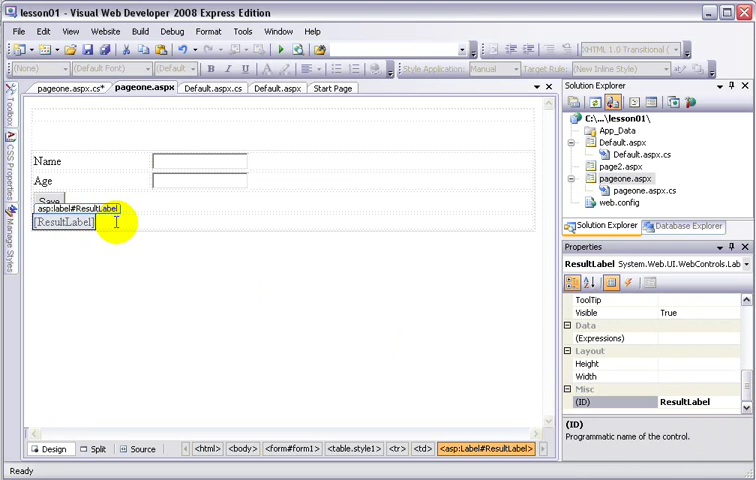 lesson01 - Visual Web Developer 2008 Express Edition
File Edit View Website Build Debug Format Tools Window Help
XHTML 1.0 Transitional (
(None) (Default Font) (Default B I U Style Application: Manual Target Rule: (New Inline Style)
pageone.aspx.cs* pageone.aspx Default.aspx.cs Default.aspx Start Page
Toolbox
CSS Properties
Manage Styles
Name
Age
Save
asp:label#ResultLabel
[ResultLabel]
Design Split Source <html> <body> <form#form1> <table.style1> <tr> <td> <asp:Label#ResultLabel>
Solution Explorer
C:\...\lesson01\
App_Data
Default.aspx
Default.aspx.cs
page2.aspx
pageone.aspx
pageone.aspx.cs
web.config
Solution Explorer Database Explorer
Properties
ResultLabel System.Web.UI.WebControls.Lab
ToolTip
Visible True
Data
(Expressions)
Layout
Height
Width
Misc
(ID) ResultLabel
(ID)
Programmatic name of the control.
Ready